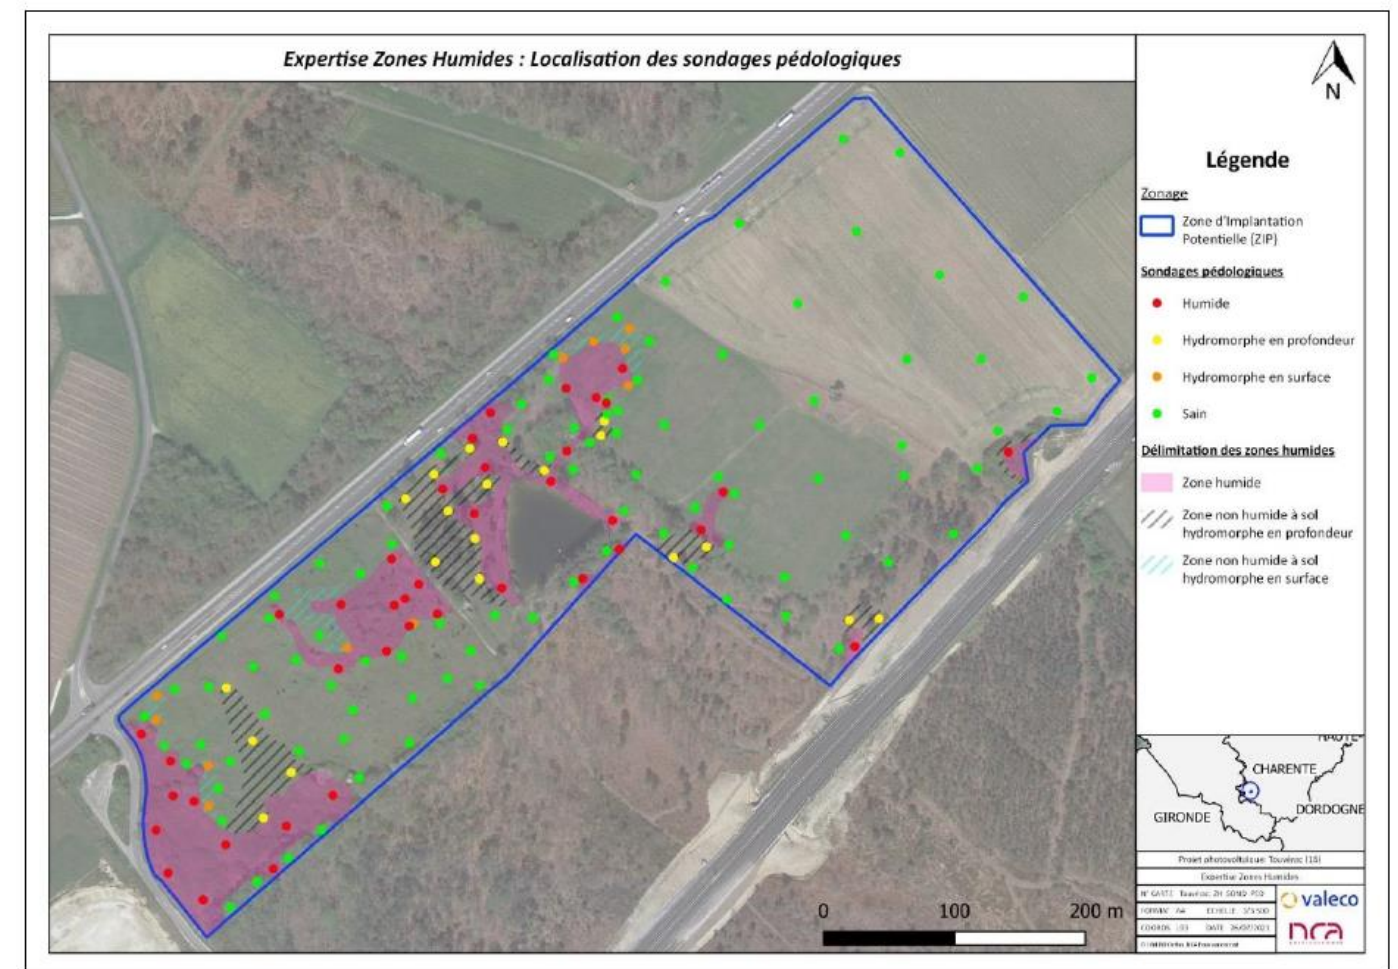 Expertise Zones Humides : Localisation des sondages pédologiques
N
Légende
Zonage
Zone d'Implantation
Potentielle (ZIP)
Sondages pédologiques
Humide
Hydromorphe en profondeur
Hydromorphe en surface
Sain
Délimitation des zones humides
Zone humide
Zone non humide à sol
hydromorphe en profondeur
Zone non humide à sol
hydromorphe en surface
CHARENTE
GIRONDE
DORDOGNE
Projet photovoltaïque Touvérac (16)
Expertise Zones Humides
valeco
nca
0 100 200 m